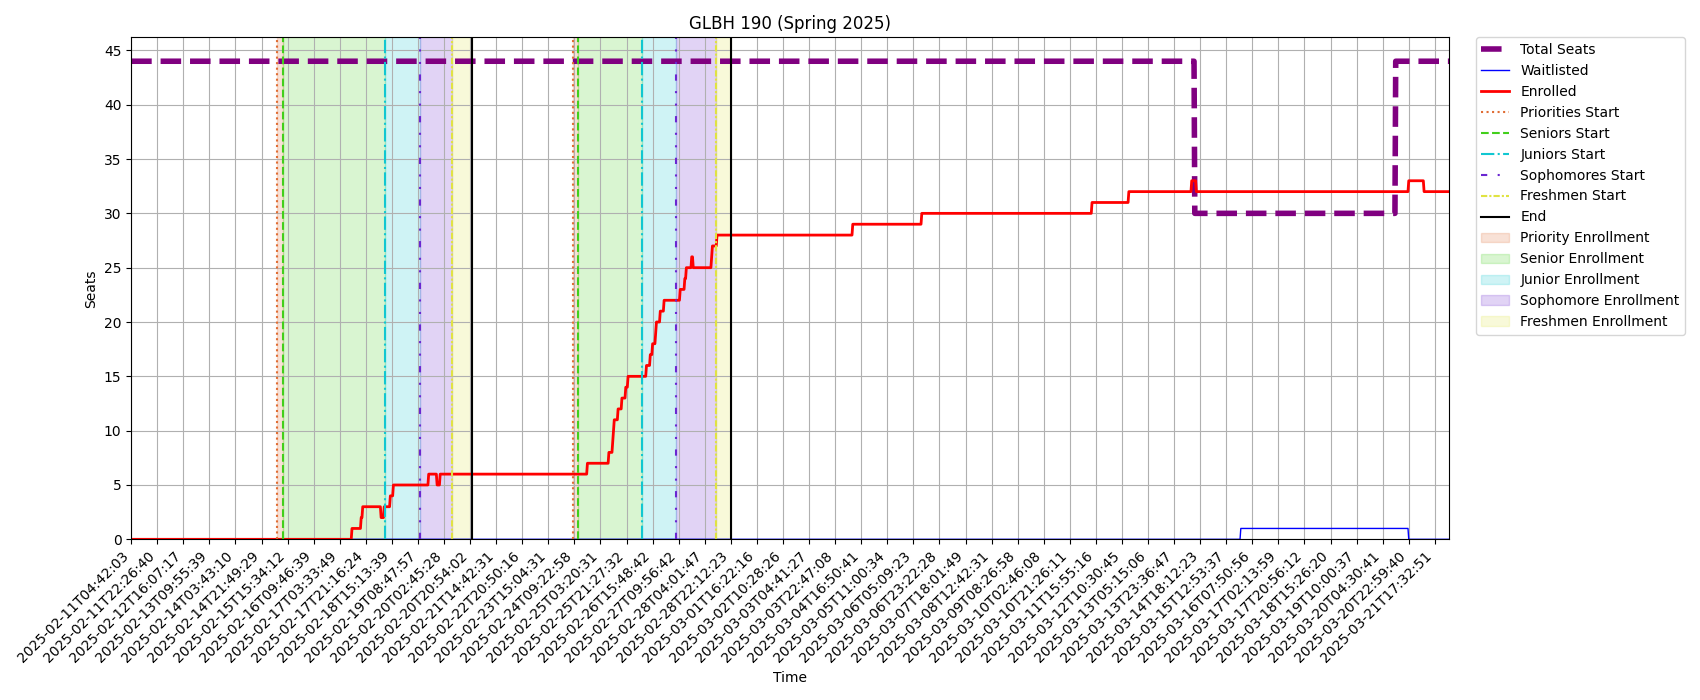 GLBH 190 (Spring 2025)
45
40
35
30
25
20
15
10
5
0
Seats
2025-02-11T04:42:03
2025-02-11T22:26:40
2025-02-12T16:07:17
2025-02-13T09:55:39
2025-02-14T03:43:10
2025-02-14T21:49:29
2025-02-15T15:34:12
2025-02-16T09:46:39
2025-02-17T03:33:49
2025-02-17T21:16:24
2025-02-18T15:13:39
2025-02-19T08:47:57
2025-02-20T02:45:28
2025-02-20T20:54:02
2025-02-21T14:42:31
2025-02-22T20:50:16
2025-02-23T15:04:31
2025-02-24T09:22:58
2025-02-25T03:20:31
2025-02-25T21:27:32
2025-02-26T15:48:42
2025-02-27T09:56:42
2025-02-28T04:01:47
2025-02-28T22:12:23
2025-03-01T16:22:16
2025-03-02T10:28:26
2025-03-03T04:41:27
2025-03-03T22:47:08
2025-03-04T16:50:41
2025-03-05T11:00:34
2025-03-06T05:09:23
2025-03-06T23:22:28
2025-03-07T18:01:49
2025-03-08T12:42:31
2025-03-09T08:26:58
2025-03-10T02:46:08
2025-03-10T21:26:11
2025-03-11T15:55:16
2025-03-12T10:30:45
2025-03-13T05:15:06
2025-03-13T23:36:47
2025-03-14T18:12:23
2025-03-15T12:53:37
2025-03-16T07:50:56
2025-03-17T02:13:59
2025-03-17T20:56:12
2025-03-18T15:26:20
2025-03-19T10:00:37
2025-03-20T04:30:41
2025-03-20T22:59:40
2025-03-21T17:32:51
Time
Total Seats
Waitlisted
Enrolled
Priorities Start
Seniors Start
Juniors Start
Sophomores Start
Freshmen Start
End
Priority Enrollment
Senior Enrollment
Junior Enrollment
Sophomore Enrollment
Freshmen Enrollment